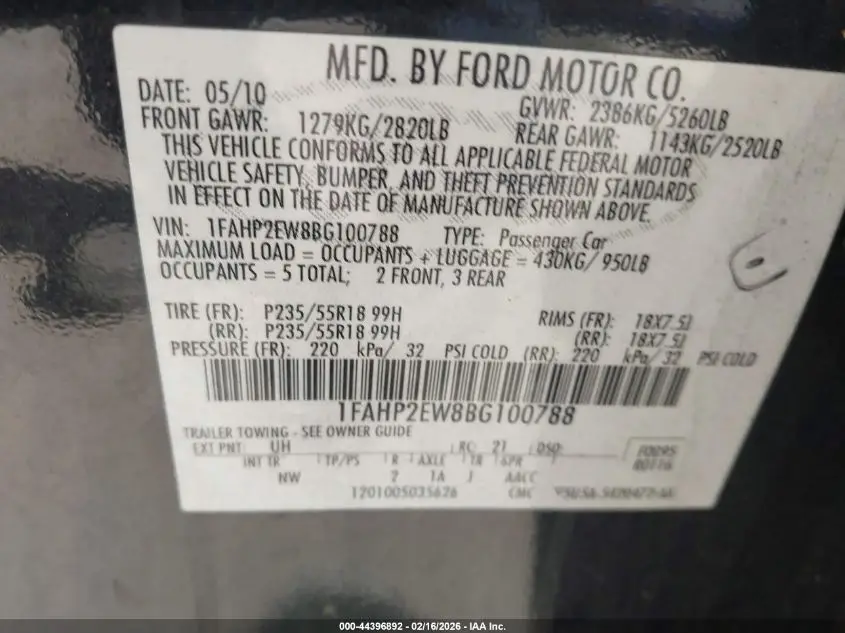 MFD. BY FORD MOTOR CO.
DATE: 05/10 GVWR: 2386KG/5260LB
FRONT GAWR: 1279KG/2820LB REAR GAWR: 1143KG/2520LB
THIS VEHICLE CONFORMS TO ALL APPLICABLE FEDERAL MOTOR
VEHICLE SAFETY, BUMPER, AND THEFT PREVENTION STANDARDS
IN EFFECT ON THE DATE OF MANUFACTURE SHOWN ABOVE.
VIN: 1FAHP2EW8BG100788 TYPE: Passenger Car
MAXIMUM LOAD = OCCUPANTS + LUGGAGE = 430KG/950LB
OCCUPANTS = 5 TOTAL; 2 FRONT, 3 REAR
TIRE (FR): P235/55R18 99H RIMS (FR): 18X7.5J
(RR): P235/55R18 99H (RR): 18X7.5J
PRESSURE (FR): 220 kPa/ 32 PSI COLD (RR): 220 kPa/ 32 PSI COLD
1FAHP2EW8BG100788
TRAILER TOWING - SEE OWNER GUIDE
EXT PNT: UH RC: 21 DSO:
INT TR TP/PS R AXLE TR SPR
NW 2 1A J AACC
1201005035626
000-44396892 - 02/16/2026 - IAA Inc.